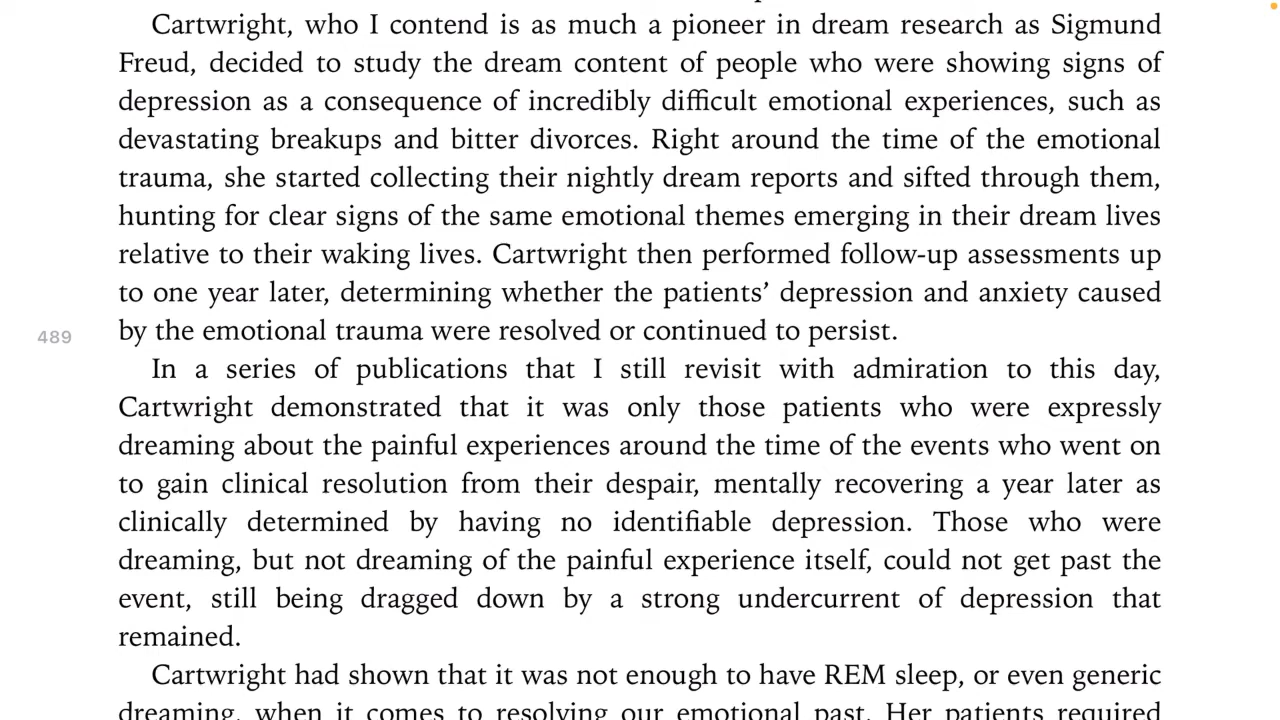 Cartwright, who I contend is as much a pioneer in dream research as Sigmund
Freud, decided to study the dream content of people who were showing signs of
depression as a consequence of incredibly difficult emotional experiences, such as
devastating breakups and bitter divorces. Right around the time of the emotional
trauma, she started collecting their nightly dream reports and sifted through them,
hunting for clear signs of the same emotional themes emerging in their dream lives
relative to their waking lives. Cartwright then performed follow-up assessments up
to one year later, determining whether the patients’ depression and anxiety caused
489
by the emotional trauma were resolved or continued to persist.
In a series of publications that I still revisit with admiration to this day,
Cartwright demonstrated that it was only those patients who were expressly
dreaming about the painful experiences around the time of the events who went on
to gain clinical resolution from their despair, mentally recovering a year later as
clinically determined by having no identifiable depression. Those who were
dreaming, but not dreaming of the painful experience itself, could not get past the
event, still being dragged down by a strong undercurrent of depression that
remained.
Cartwright had shown that it was not enough to have REM sleep, or even generic
dreaming, when it comes to resolving our emotional past. Her patients required